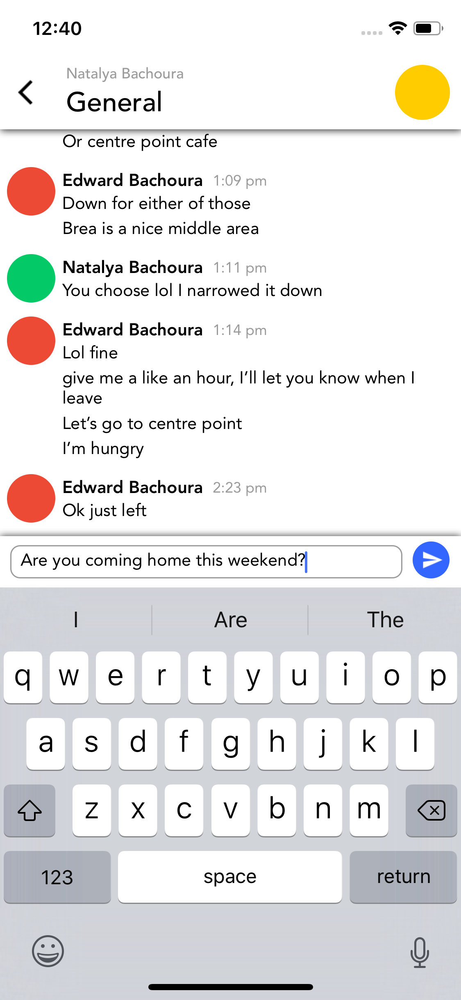 12:40
Natalya Bachoura
General
Or centre point cafe
Edward Bachoura 1:09 pm
Down for either of those
Brea is a nice middle area
Natalya Bachoura 1:11 pm
You choose lol I narrowed it down
Edward Bachoura 1:14 pm
Lol fine
give me a like an hour, I’ll let you know when I
leave
Let’s go to centre point
I’m hungry
Edward Bachoura 2:23 pm
Ok just left
Are you coming home this weekend?
I Are The
q w e r t y u i o p
a s d f g h j k l
z x c v b n m
123 space return